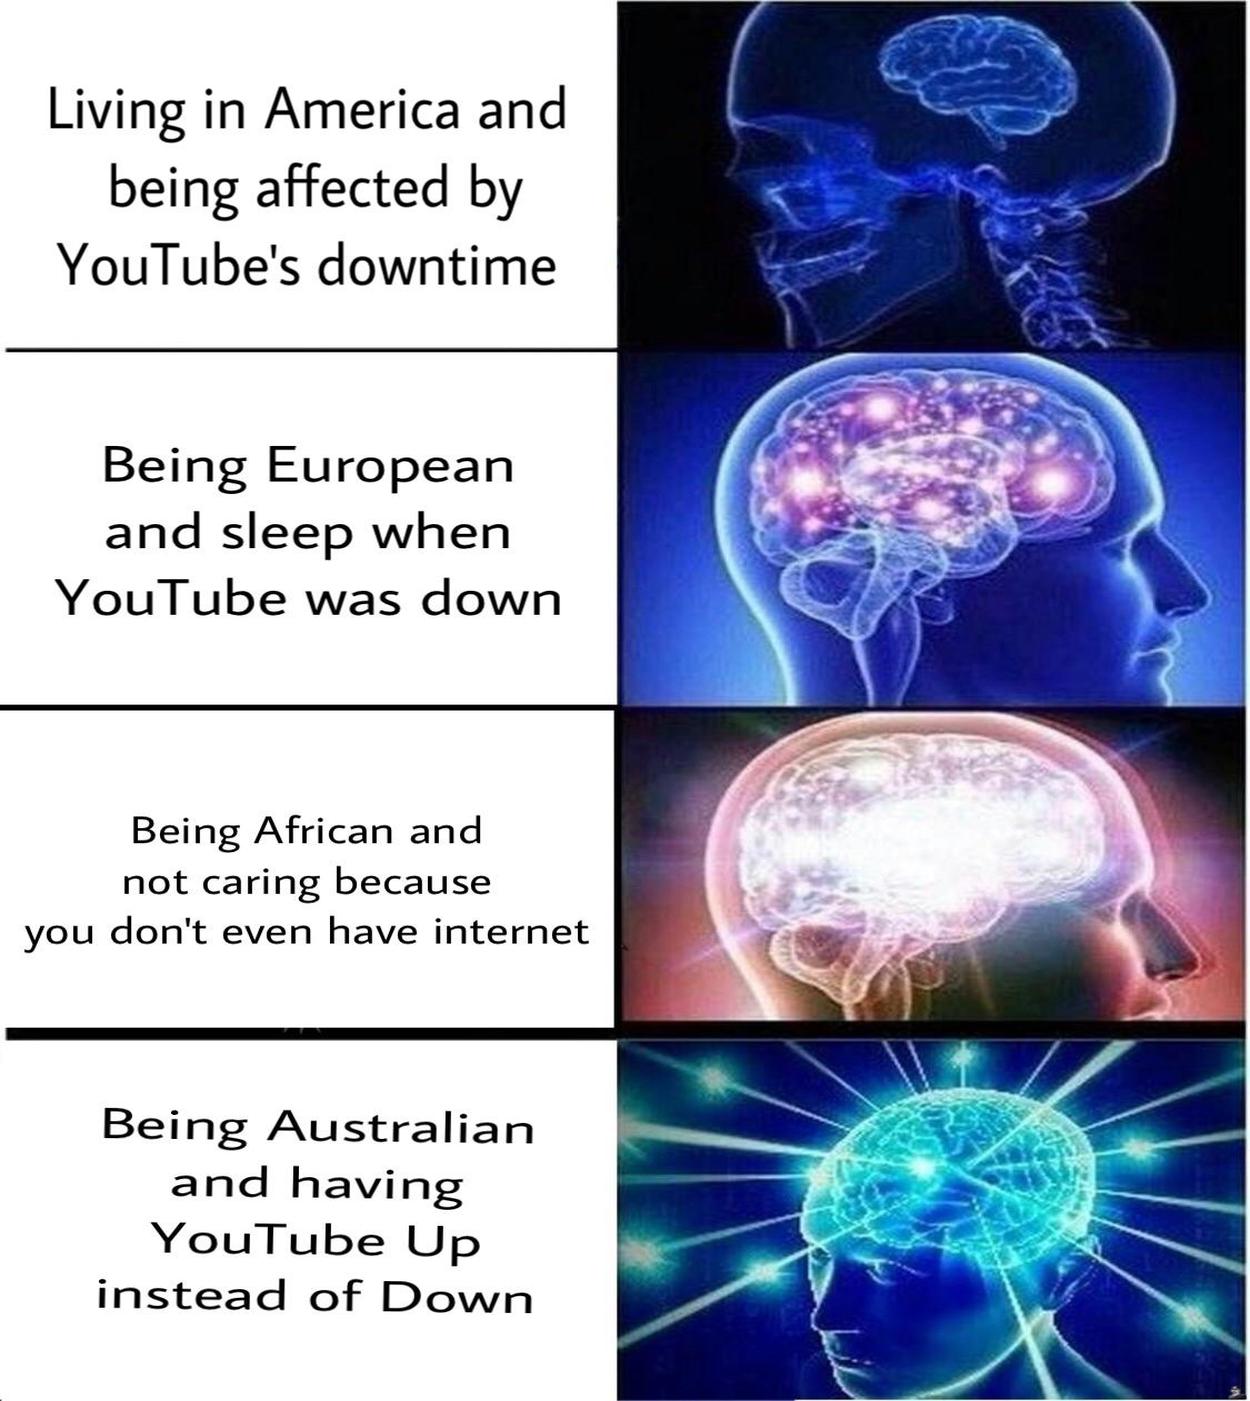 Living in America and
being affected by
YouTube's downtime
Being European
and sleep when
YouTube was down
Being African and
not caring because
you don't even have internet
Being Australian
and having
YouTube Up
instead of Down